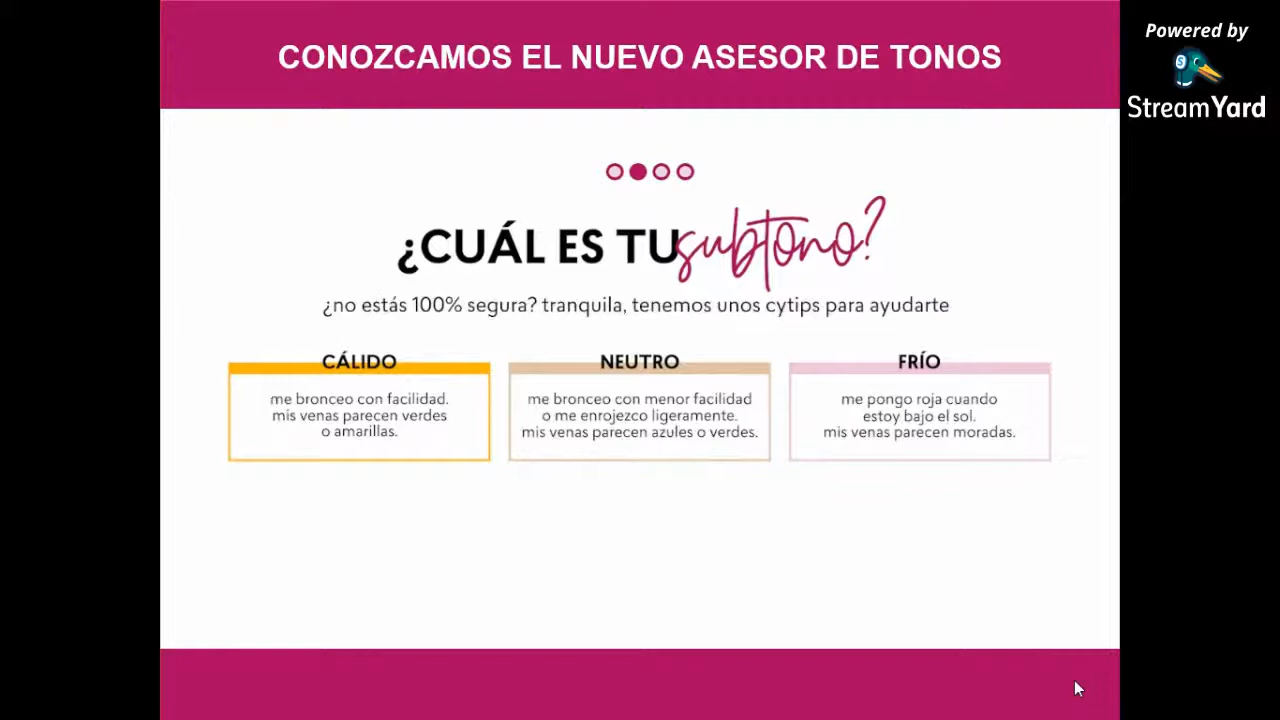 CONOZCAMOS EL NUEVO ASESOR DE TONOS
Powered by
StreamYard
¿CUÁL ES TU subtono?
¿no estás 100% segura? tranquila, tenemos unos cytips para ayudarte
CÁLIDO
me bronceo con facilidad.
mis venas parecen verdes
o amarillas.
NEUTRO
me bronceo con menor facilidad
o me enrojezco ligeramente.
mis venas parecen azules o verdes.
FRÍO
me pongo roja cuando
estoy bajo el sol.
mis venas parecen moradas.